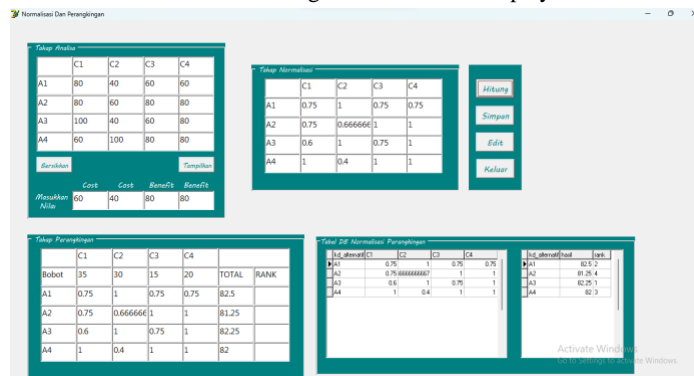 Normalisasi Dan Perangkingan
Tahap Analisa
C1 C2 C3 C4
A1 80 40 60 60
A2 80 60 80 80
A3 100 40 60 80
A4 60 100 80 80
Bersihkan Tampilkan
Cost Cost Benefit Benefit
Masukkan Nilai 60 40 80 80
Tahap Normalisasi
C1 C2 C3 C4
A1 0.75 1 0.75 0.75
A2 0.75 0.666666 1 1
A3 0.6 1 0.75 1
A4 1 0.4 1 1
Hitung
Simpan
Edit
Keluar
Tahap Perangkingan
C1 C2 C3 C4
Bobot 35 30 15 20 TOTAL RANK
A1 0.75 1 0.75 0.75 82.5
A2 0.75 0.666666 1 1 81.25
A3 0.6 1 0.75 1 82.25
A4 1 0.4 1 1 82
Tabel DB Normalisasi Perangkingan
kd_alternatif C1 C2 C3 C4
A1 0.75 1 0.75 0.75
A2 0.75 1 1
A3 0.6 1 0.75 1
A4 1 0.4 1 1
kd_alternatif hasil rank
A1 82.5 2
A2 81.25 4
A3 82.25 1
A4 82 3
Activate Windows
Go to Settings to activate Windows.